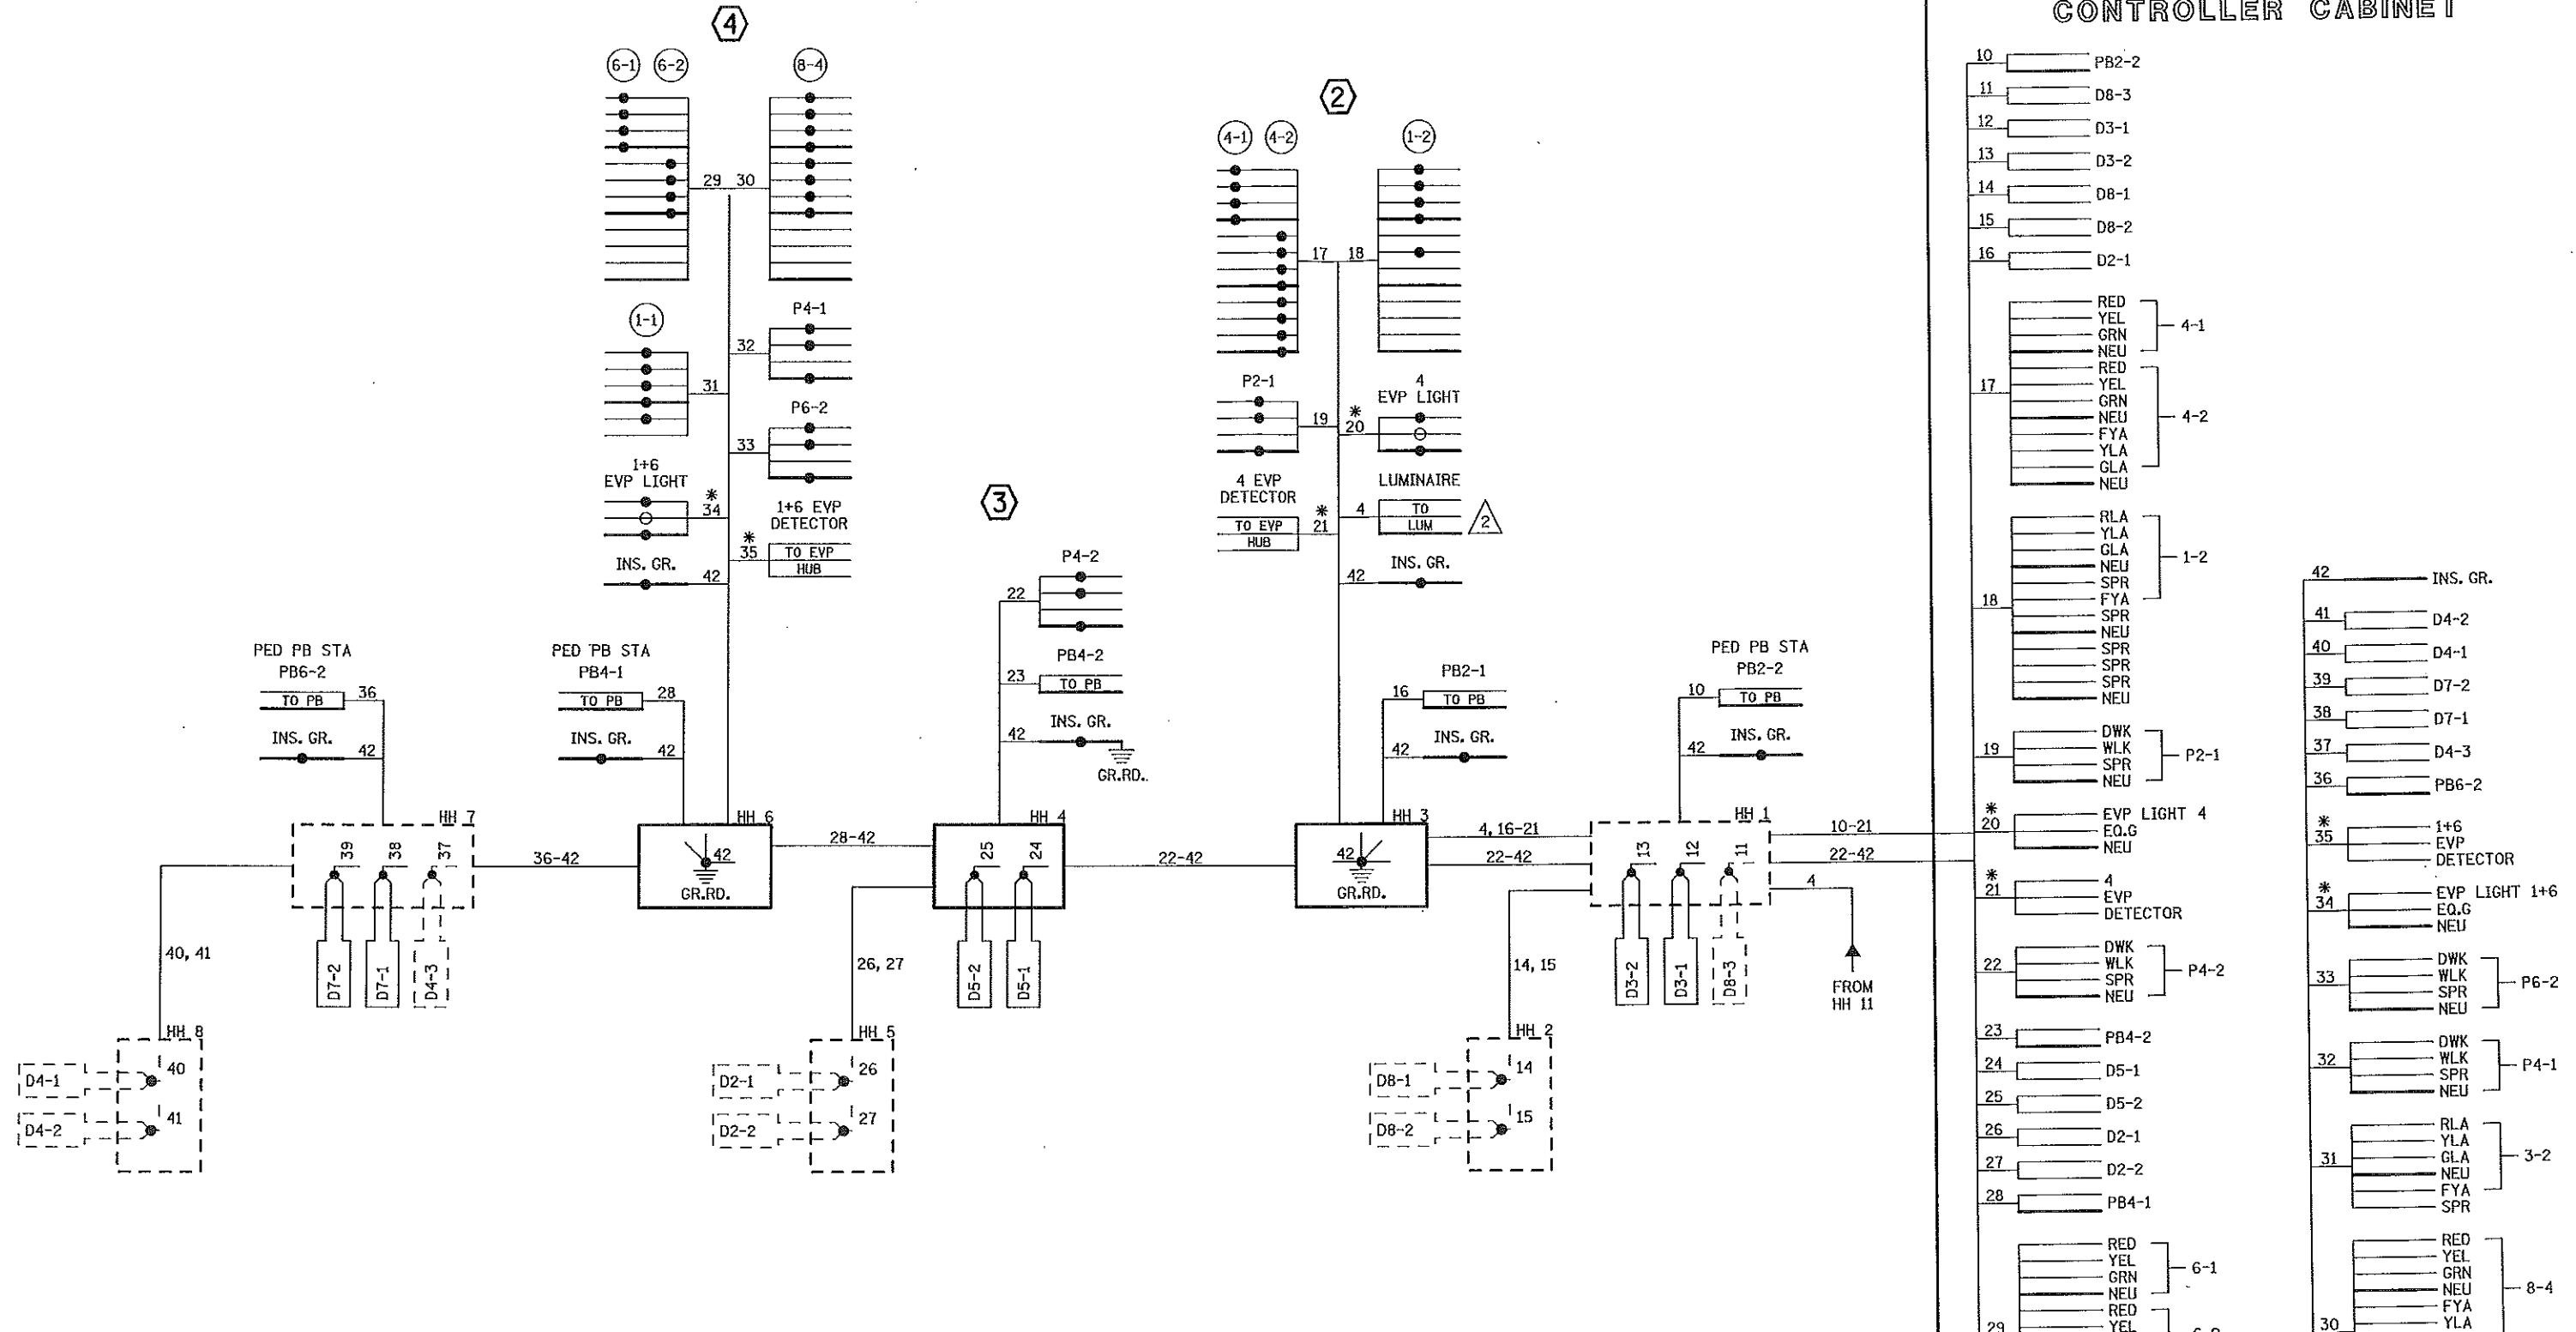 CONTROLLER CABINET
4
6-1 6-2 8-4
29 30
1-1
31
P4-1
32
P6-2
33
1+6
EVP LIGHT
*
34
1+6 EVP
DETECTOR
*
35 TO EVP
HUB
INS. GR.
42
2
4-1 4-2 1-2
17 18
P2-1
19
4
EVP LIGHT
*
20
4 EVP
DETECTOR
TO EVP
HUB
*
21
LUMINAIRE
4 TO
LUM
2
INS. GR.
42
3
P4-2
22
PB4-2
23 TO PB
INS. GR.
42
GR.RD.
PED PB STA
PB6-2
TO PB 36
INS. GR.
42
PED PB STA
PB4-1
TO PB 28
INS. GR.
42
PB2-1
16 TO PB
INS. GR.
42
PED PB STA
PB2-2
10 TO PB
INS. GR.
42
HH 7
39 38 37
D7-2 D7-1 D4-3
36-42
HH 6
42
GR.RD.
28-42
HH 4
25 24
D5-2 D5-1
22-42
HH 3
42
GR.RD.
4,16-21
22-42
HH 1
13 12 11
D3-2 D3-1 D8-3
10-21
22-42
4
FROM
HH 11
40, 41
HH 8
D4-1 40
D4-2 41
26, 27
HH 5
D2-1 26
D2-2 27
14, 15
HH 2
D8-1 14
D8-2 15
10 PB2-2
11 D8-3
12 D3-1
13 D3-2
14 D8-1
15 D8-2
16 D2-1
17
RED
YEL
GRN
NEU
4-1
RED
YEL
GRN
NEU
FYA
YLA
GLA
NEU
4-2
18
RLA
YLA
GLA
NEU
SPR
FYA
SPR
NEU
SPR
SPR
SPR
NEU
1-2
19
DWK
WLK
SPR
NEU
P2-1
*
20
EVP LIGHT 4
EQ.G
NEU
*
21
4
EVP
DETECTOR
22
DWK
WLK
SPR
NEU
P4-2
23 PB4-2
24 D5-1
25 D5-2
26 D2-1
27 D2-2
28 PB4-1
29
RED
YEL
GRN
NEU
6-1
RED
YEL
42 INS. GR.
41 D4-2
40 D4-1
39 D7-2
38 D7-1
37 D4-3
36 PB6-2
*
35
1+6
EVP
DETECTOR
*
34
EVP LIGHT 1+6
EQ.G
NEU
33
DWK
WLK
SPR
NEU
P6-2
32
DWK
WLK
SPR
NEU
P4-1
31
RLA
YLA
GLA
NEU
FYA
SPR
3-2
30
RED
YEL
GRN
NEU
FYA
YLA
8-4